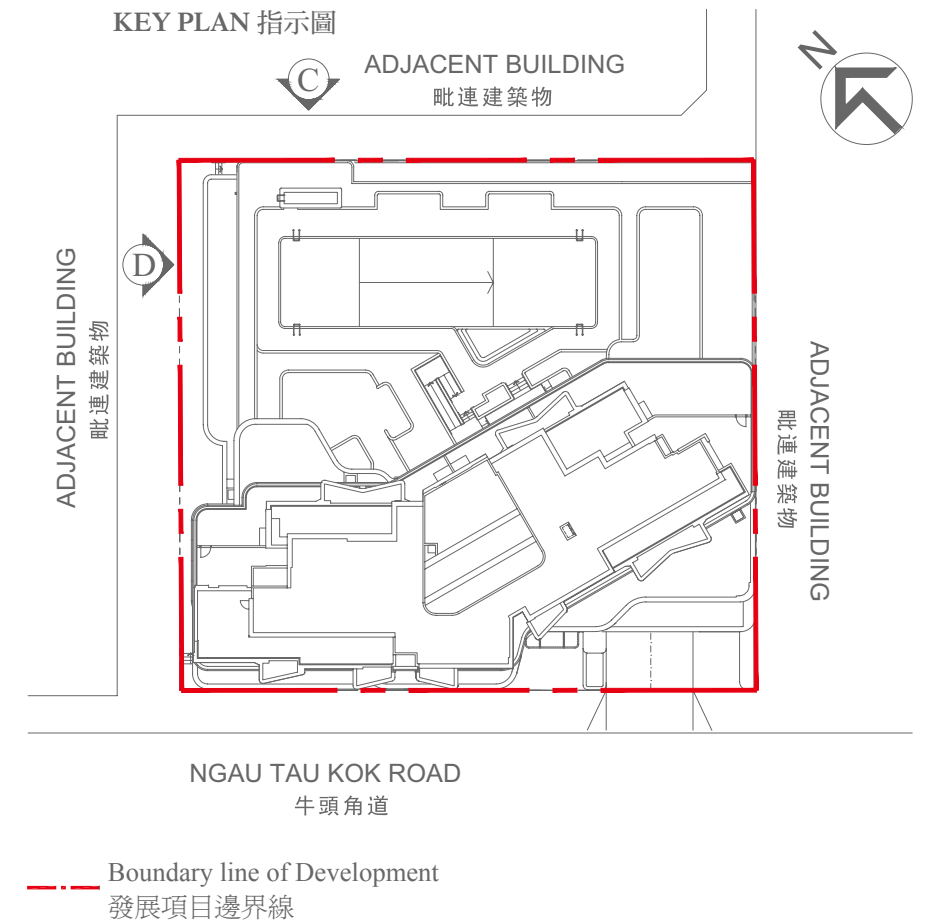 KEY PLAN 指示圖
C
ADJACENT BUILDING
毗連建築物
N
D
ADJACENT BUILDING
毗連建築物
ADJACENT BUILDING
毗連建築物
NGAU TAU KOK ROAD
牛頭角道
Boundary line of Development
發展項目邊界線